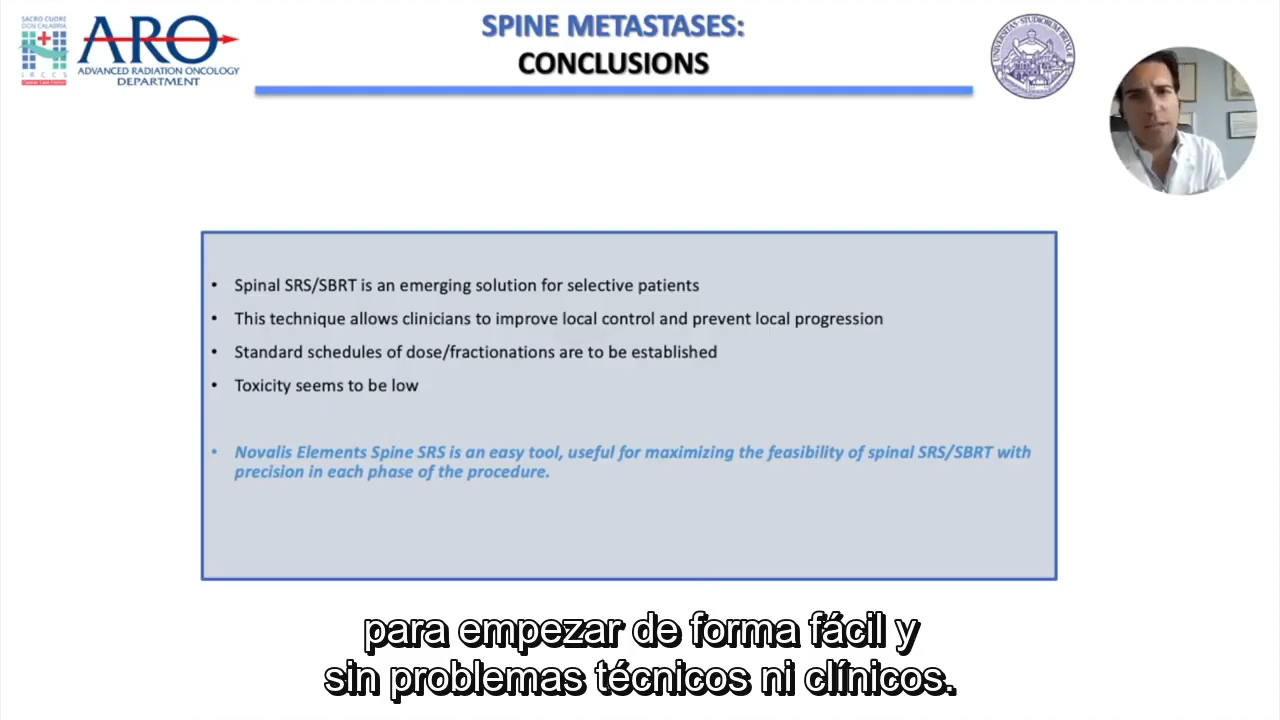 SACRO CUORE
DON CALABRIA
I R C C S
ARO
ADVANCED RADIATION ONCOLOGY
DEPARTMENT
SPINE METASTASES:
CONCLUSIONS
• Spinal SRS/SBRT is an emerging solution for selective patients
• This technique allows clinicians to improve local control and prevent local progression
• Standard schedules of dose/fractionations are to be established
• Toxicity seems to be low
• Novalis Elements Spine SRS is an easy tool, useful for maximizing the feasibility of spinal SRS/SBRT with
precision in each phase of the procedure.
para empezar de forma fácil y
sin problemas técnicos ni clínicos.